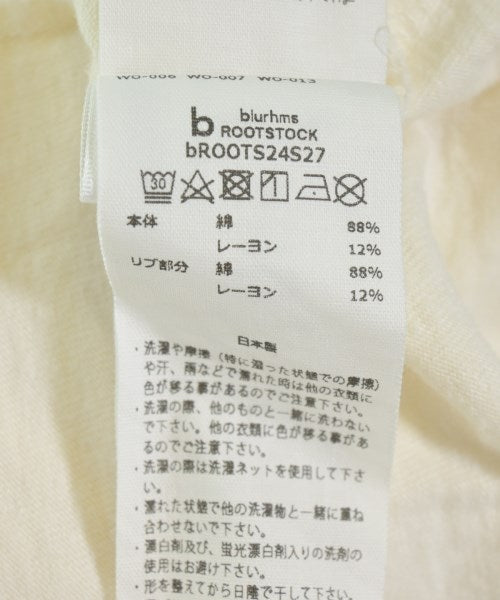 WO-006 WO-007 WO-013
b biurhms
ROOTSTOCK
bROOTS24S27
30
本体 綿 88%
レーヨン 12%
リブ部分 綿 88%
レーヨン 12%
日本製
・洗濯や摩擦（特に湿った状態での摩擦）
や汗、雨などで濡れた時は他の衣類に
色が移る事があるのでご注意下さい。
・洗濯の際、他のものと一緒に洗わない
で下さい。他の衣類に色が移る事があ
るのでご注意下さい。
・洗濯の際は洗濯ネットを使用して下さ
い。
・濡れた状態で他の洗濯物と一緒に重ね
合わせないで下さい。
・漂白剤及び、蛍光漂白剤入りの洗剤の
使用はお避け下さい。
・形を整えてから日陰で干して下さい。